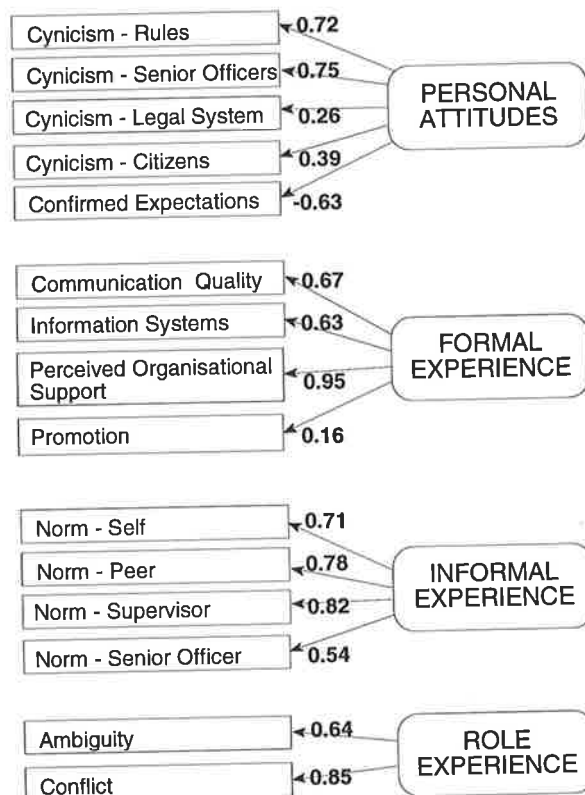 Cynicism - Rules
0.72
Cynicism - Senior Officers
0.75
Cynicism - Legal System
0.26
Cynicism - Citizens
0.39
Confirmed Expectations
-0.63
PERSONAL
ATTITUDES
Communication Quality
0.67
Information Systems
0.63
Perceived Organisational
Support
0.95
Promotion
0.16
FORMAL
EXPERIENCE
Norm - Self
0.71
Norm - Peer
0.78
Norm - Supervisor
0.82
Norm - Senior Officer
0.54
INFORMAL
EXPERIENCE
Ambiguity
0.64
Conflict
0.85
ROLE
EXPERIENCE